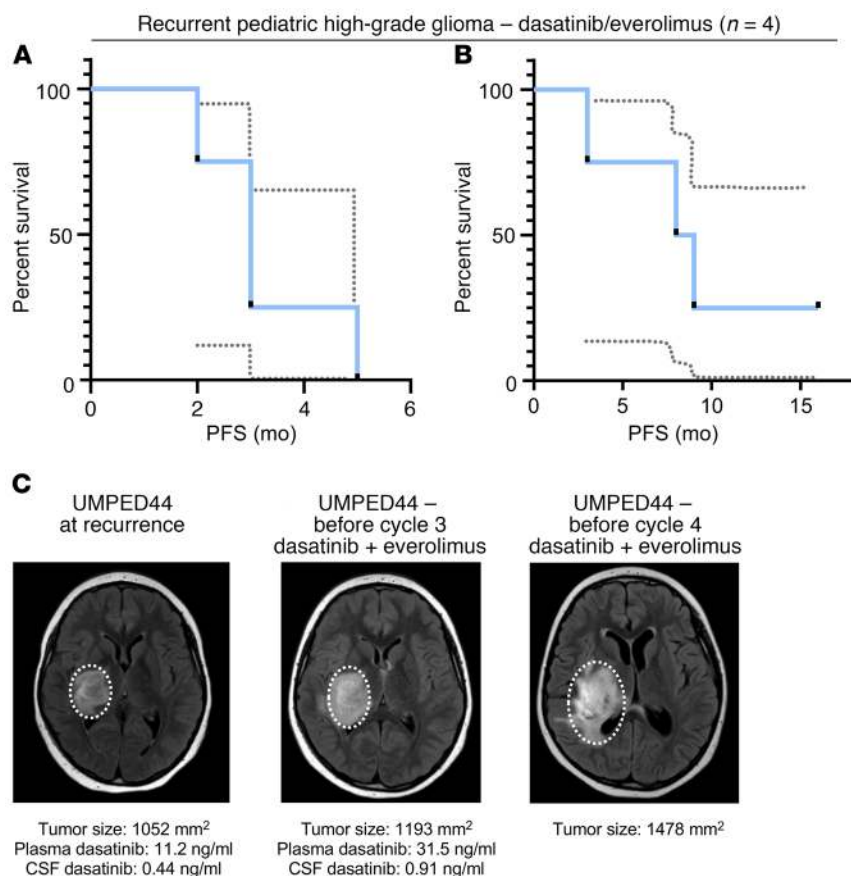 Recurrent pediatric high-grade glioma – dasatinib/everolimus (n = 4)
A
100
50
0
Percent survival
0 2 4 6
PFS (mo)
B
100
50
0
Percent survival
0 5 10 15
PFS (mo)
C
UMPED44
at recurrence
Tumor size: 1052 mm²
Plasma dasatinib: 11.2 ng/ml
CSF dasatinib: 0.44 ng/ml
UMPED44 –
before cycle 3
dasatinib + everolimus
Tumor size: 1193 mm²
Plasma dasatinib: 31.5 ng/ml
CSF dasatinib: 0.91 ng/ml
UMPED44 –
before cycle 4
dasatinib + everolimus
Tumor size: 1478 mm²